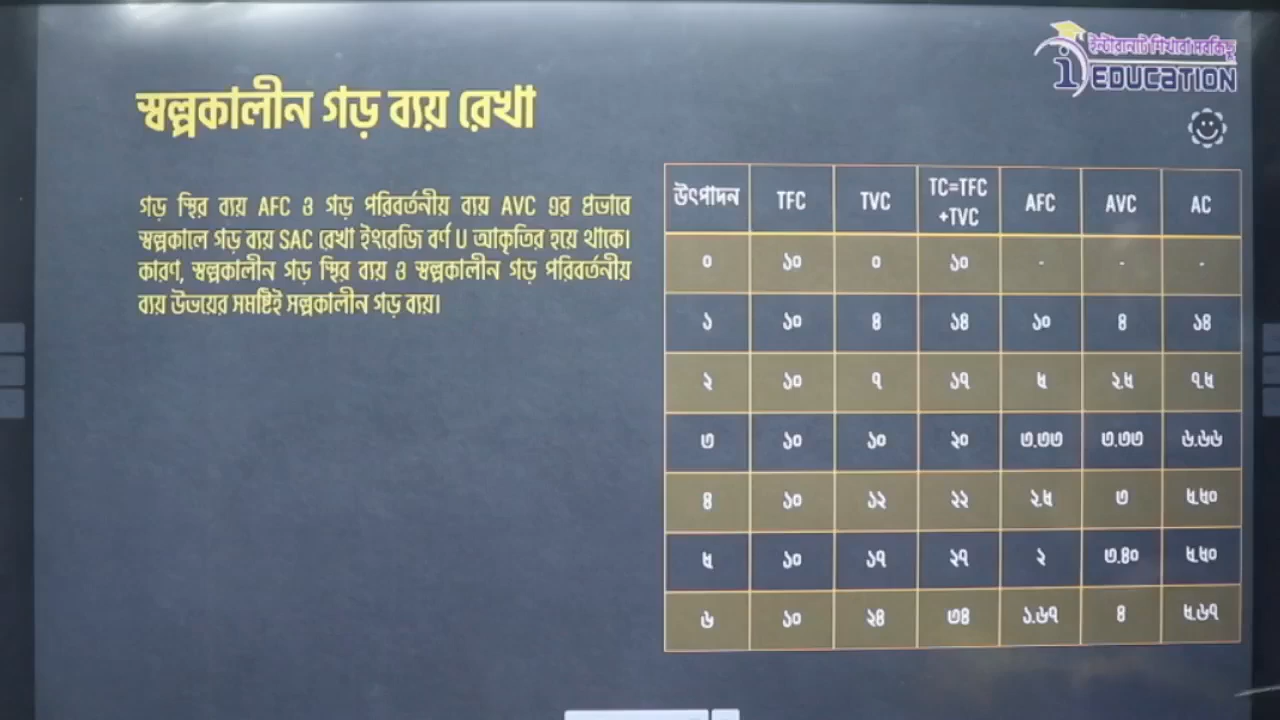 ইন্টারনেট শিখাবো সবকিছু
i EDUCATION
স্বল্পকালীন গড় ব্যয় রেখা
গড় স্থির ব্যয় AFC ও গড় পরিবর্তনীয় ব্যয় AVC এর প্রভাবে
স্বল্পকালে গড় ব্যয় SAC রেখা ইংরেজি বর্ণ U আকৃতির হয়ে থাকে।
কারণ, স্বল্পকালীন গড় স্থির ব্যয় ও স্বল্পকালীন গড় পরিবর্তনীয়
ব্যয় উভয়ের সমষ্টিই সল্পকালীন গড় ব্যয়।
উৎপাদন TFC TVC TC=TFC +TVC AFC AVC AC
০ ১০ ০ ১০ - - -
১ ১০ ৪ ১৪ ১০ ৪ ১৪
২ ১০ ৭ ১৭ ৫ ২.৫ ৭.৫
৩ ১০ ১০ ২০ ৩.৩৩ ৩.৩৩ ৬.৬৬
৪ ১০ ১২ ২২ ২.৫ ৩ ৫.৫০
৫ ১০ ১৭ ২৭ ২ ৩.৪০ ৫.৫০
৬ ১০ ২৪ ৩৪ ১.৬৭ ৪ ৫.৬৭